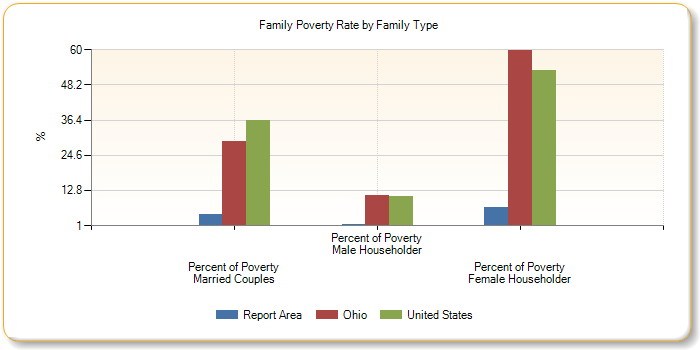 Family Poverty Rate by Family Type
60
48.2
36.4
24.6
12.8
1
%
Percent of Poverty
Married Couples
Percent of Poverty
Male Householder
Percent of Poverty
Female Householder
Report Area
Ohio
United States